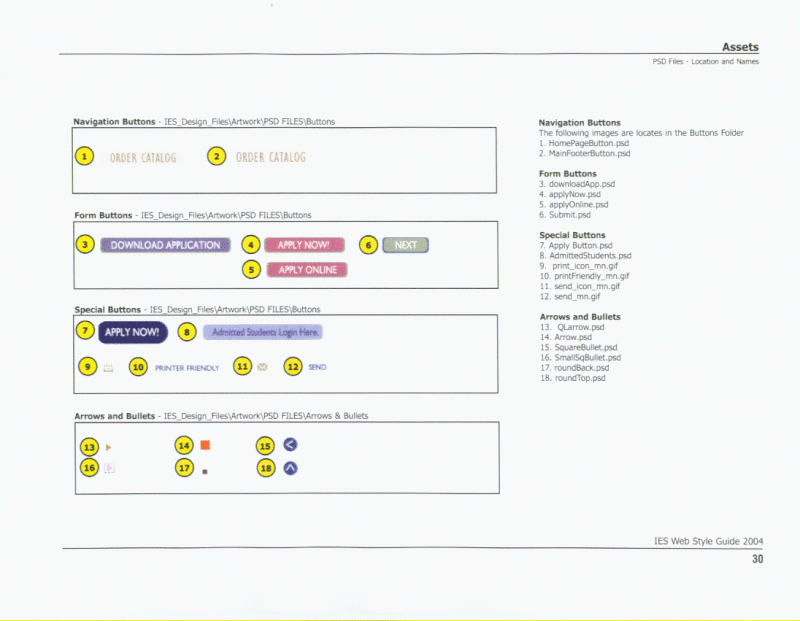 Assets
PSD Files - Location and Names
Navigation Buttons - IES_Design_Files\Artwork\PSD FILES\Buttons
1 ORDER CATALOG 2 ORDER CATALOG
Form Buttons - IES_Design_Files\Artwork\PSD FILES\Buttons
3 DOWNLOAD APPLICATION 4 APPLY NOW! 6 NEXT
5 APPLY ONLINE
Special Buttons - IES_Design_Files\Artwork\PSD FILES\Buttons
7 APPLY NOW! 8 Admitted Students Login Here.
9 10 PRINTER FRIENDLY 11 12 SEND
Arrows and Bullets - IES_Design_Files\Artwork\PSD FILES\Arrows & Bullets
13 14 15
16 17 18
Navigation Buttons
The following images are locates in the Buttons Folder
1. HomePageButton.psd
2. MainFooterButton.psd
Form Buttons
3. downloadApp.psd
4. applyNow.psd
5. applyOnline.psd
6. Submit.psd
Special Buttons
7. Apply Button.psd
8. AdmittedStudents.psd
9. print_icon_mn.gif
10. printFriendly_mn.gif
11. send_icon_mn.gif
12. send_mn.gif
Arrows and Bullets
13. QLarrow.psd
14. Arrow.psd
15. SquareBullet.psd
16. SmallSqBullet.psd
17. roundBack.psd
18. roundTop.psd
IES Web Style Guide 2004
30